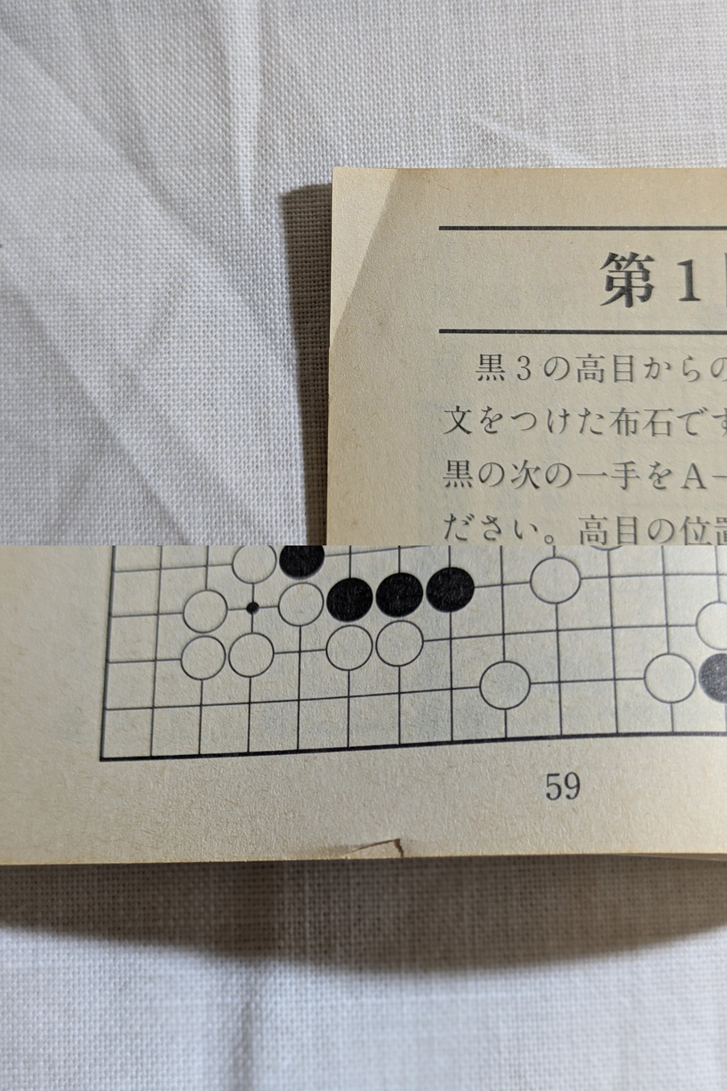 第1
黒3の高目からの
文をつけた布石です
黒の次の一手をA–
ださい。高目の位置
59